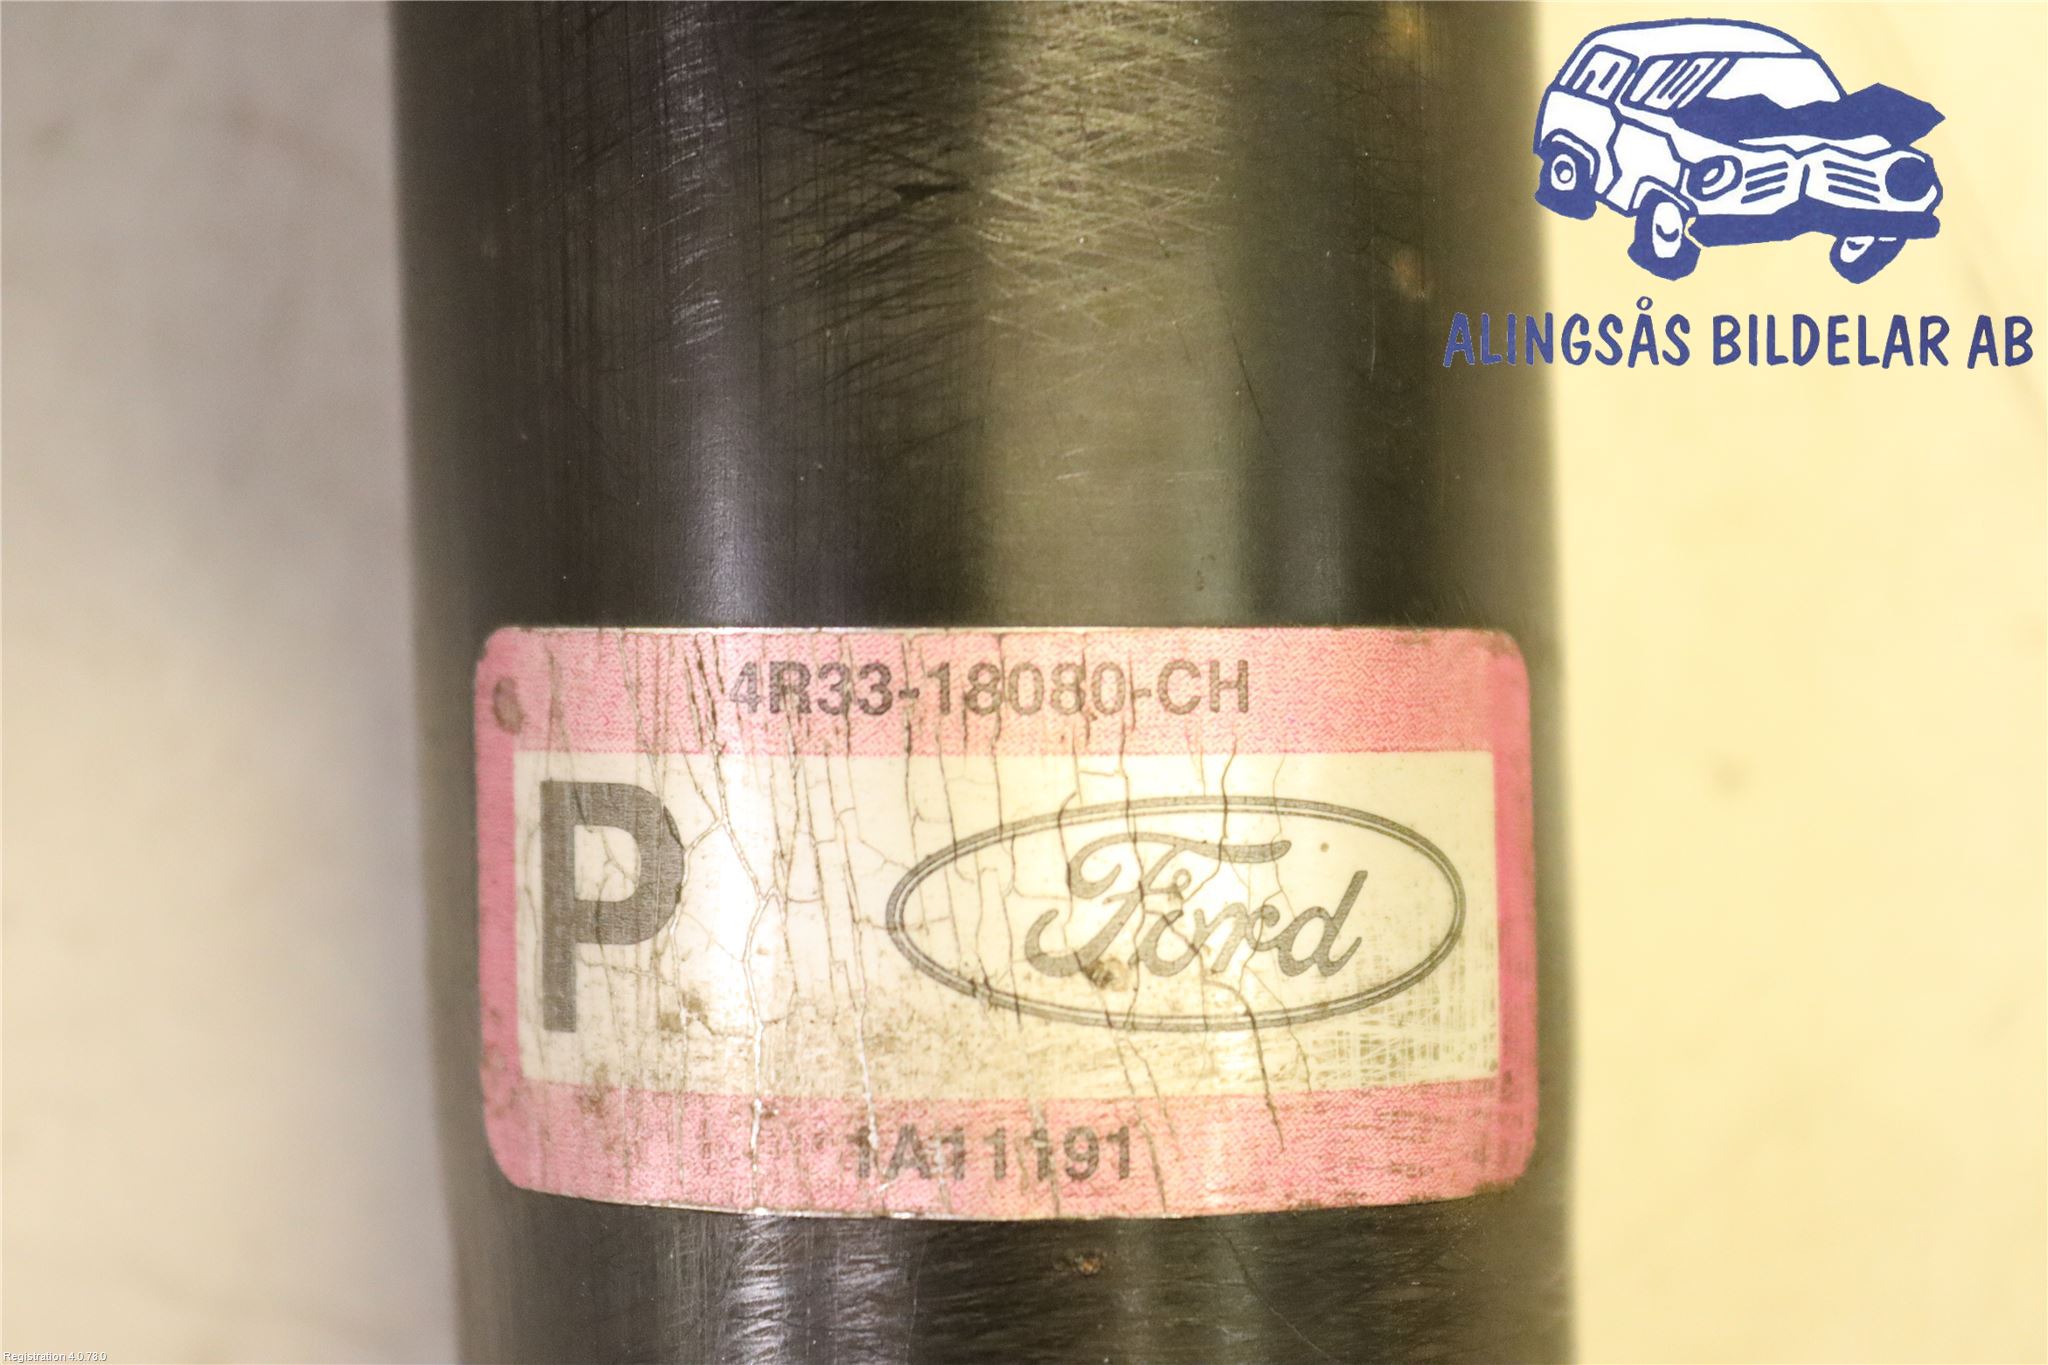 ALINGSÅS BILDELAR AB
4R33-18080-CH
P
Ford
1A11191
Registration 4.0.78.0